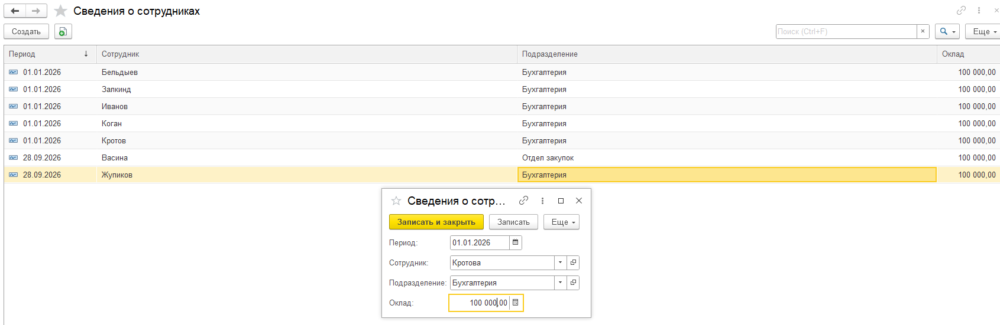 Сведения о сотрудниках
Создать
Поиск (Ctrl+F)
×
Еще
Период ↓ Сотрудник Подразделение Оклад
01.01.2026 Бельдыев Бухгалтерия 100 000,00
01.01.2026 Залкинд Бухгалтерия 100 000,00
01.01.2026 Иванов Бухгалтерия 100 000,00
01.01.2026 Коган Бухгалтерия 100 000,00
01.01.2026 Кротов Бухгалтерия 100 000,00
28.09.2026 Васина Отдел закупок 100 000,00
28.09.2026 Жупиков Бухгалтерия 100 000,00
Сведения о сотр...
Записать и закрыть Записать Еще
Период: 01.01.2026
Сотрудник: Кротова
Подразделение: Бухгалтерия
Оклад: 100 000,00